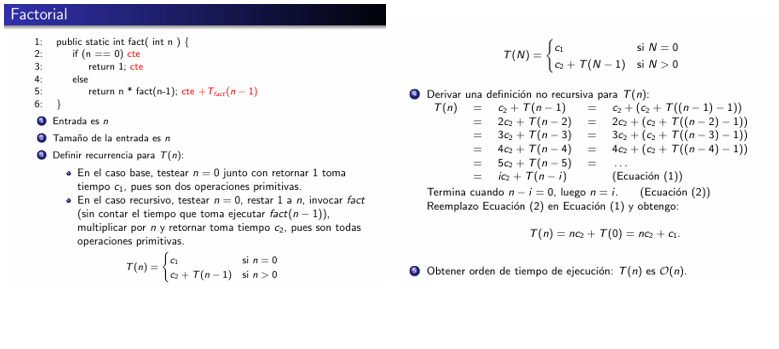 Factorial
1: public static int fact( int n ) {
2: if (n == 0) cte
3: return 1; cte
4: else
5: return n * fact(n-1); cte + T_fact(n − 1)
6: }
1 Entrada es n
2 Tamaño de la entrada es n
3 Definir recurrencia para T(n):
En el caso base, testear n = 0 junto con retornar 1 toma
tiempo c₁, pues son dos operaciones primitivas.
En el caso recursivo, testear n = 0, restar 1 a n, invocar fact
(sin contar el tiempo que toma ejecutar fact(n − 1)),
multiplicar por n y retornar toma tiempo c₂, pues son todas
operaciones primitivas.
T(n) = { c₁ si n = 0
c₂ + T(n − 1) si n > 0
T(N) = { c₁ si N = 0
c₂ + T(N − 1) si N > 0
4 Derivar una definición no recursiva para T(n):
T(n) = c₂ + T(n − 1) = c₂ + (c₂ + T((n − 1) − 1))
= 2c₂ + T(n − 2) = 2c₂ + (c₂ + T((n − 2) − 1))
= 3c₂ + T(n − 3) = 3c₂ + (c₂ + T((n − 3) − 1))
= 4c₂ + T(n − 4) = 4c₂ + (c₂ + T((n − 4) − 1))
= 5c₂ + T(n − 5) = ...
= ic₂ + T(n − i) (Ecuación (1))
Termina cuando n − i = 0, luego n = i. (Ecuación (2))
Reemplazo Ecuación (2) en Ecuación (1) y obtengo:
T(n) = nc₂ + T(0) = nc₂ + c₁.
5 Obtener orden de tiempo de ejecución: T(n) es O(n).